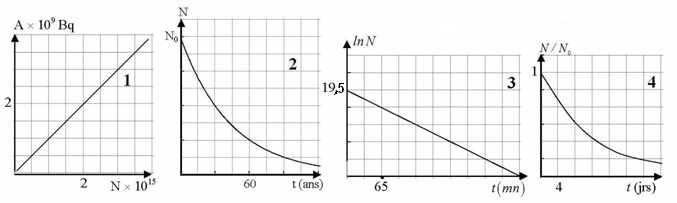 A × 10⁹ Bq
2
1
2
N × 10¹⁵
N
N₀
2
60
t (ans)
ln N
19,5
3
65
t (mn)
N / N₀
1
4
4
t (jrs)